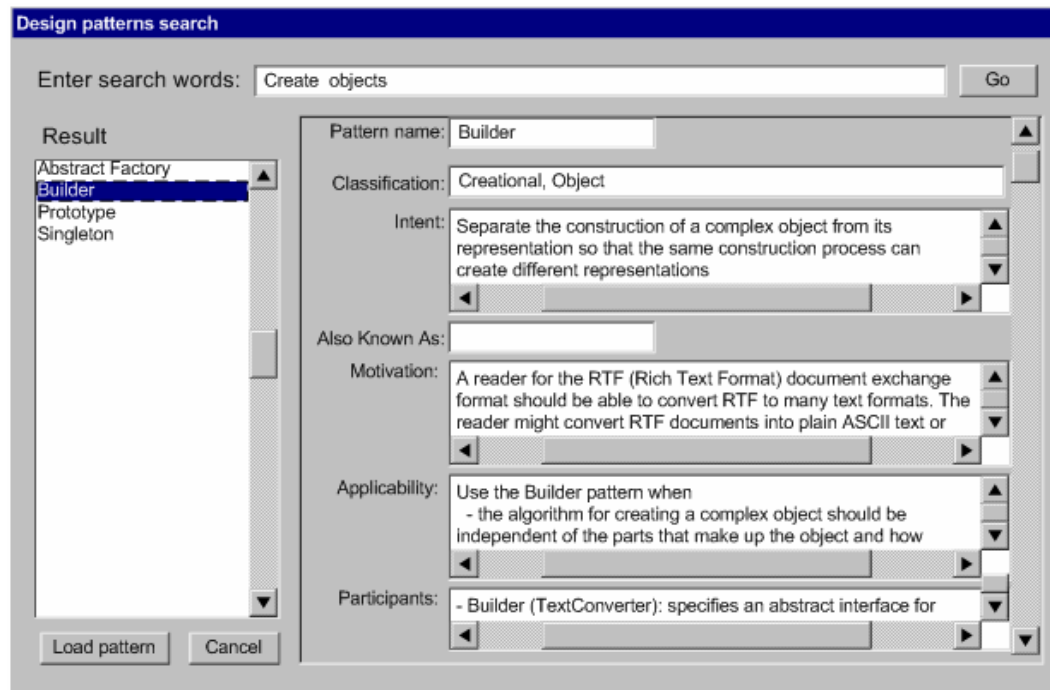 Design patterns search
Enter search words: Create objects Go
Result
Abstract Factory
Builder
Prototype
Singleton
Load pattern Cancel
Pattern name: Builder
Classification: Creational, Object
Intent: Separate the construction of a complex object from its
representation so that the same construction process can
create different representations
Also Known As:
Motivation: A reader for the RTF (Rich Text Format) document exchange
format should be able to convert RTF to many text formats. The
reader might convert RTF documents into plain ASCII text or
Applicability: Use the Builder pattern when
- the algorithm for creating a complex object should be
independent of the parts that make up the object and how
Participants: - Builder (TextConverter): specifies an abstract interface for